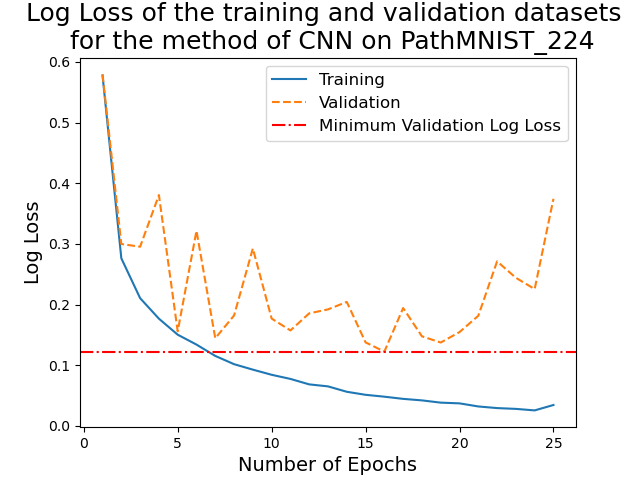 Log Loss of the training and validation datasets
for the method of CNN on PathMNIST_224
Training
Validation
Minimum Validation Log Loss
Log Loss
0.6
0.5
0.4
0.3
0.2
0.1
0.0
0 5 10 15 20 25
Number of Epochs